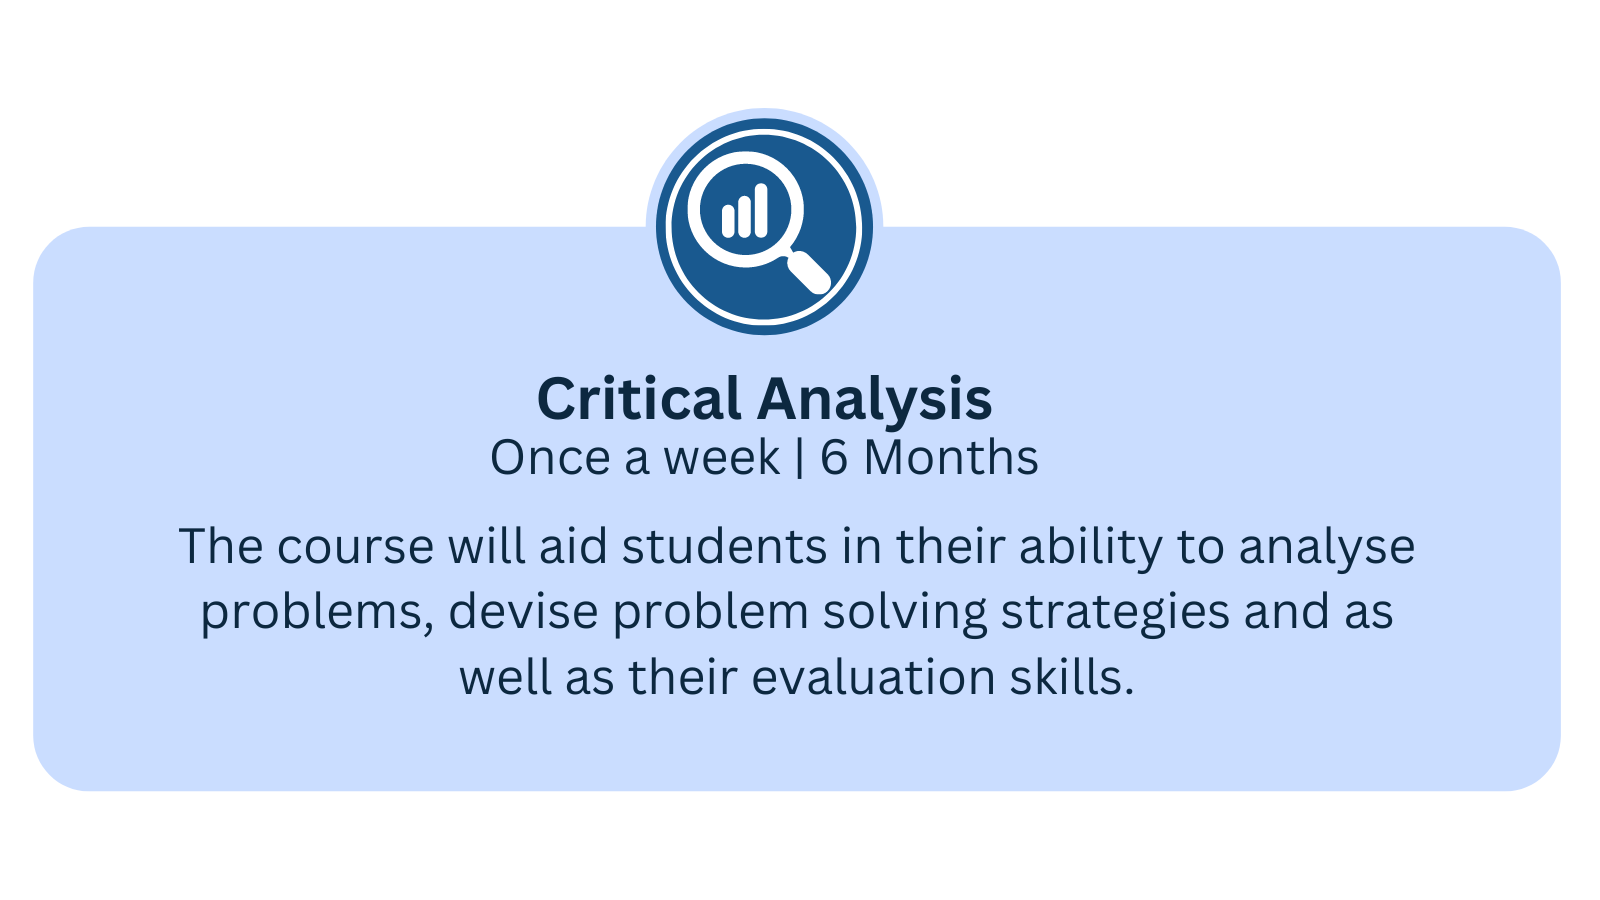 Critical Analysis
Once a week | 6 Months
The course will aid students in their ability to analyse
problems, devise problem solving strategies and as
well as their evaluation skills.